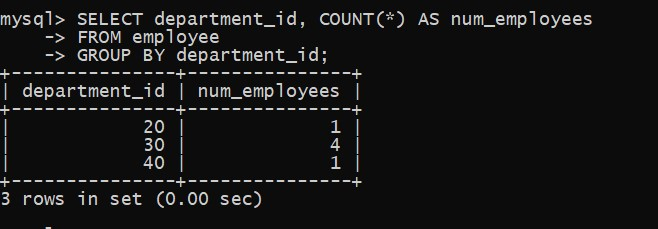 mysql> SELECT department_id, COUNT(*) AS num_employees
    -> FROM employee
    -> GROUP BY department_id;
+---------------+---------------+
| department_id | num_employees |
+---------------+---------------+
|            20 |             1 |
|            30 |             4 |
|            40 |             1 |
+---------------+---------------+
3 rows in set (0.00 sec)